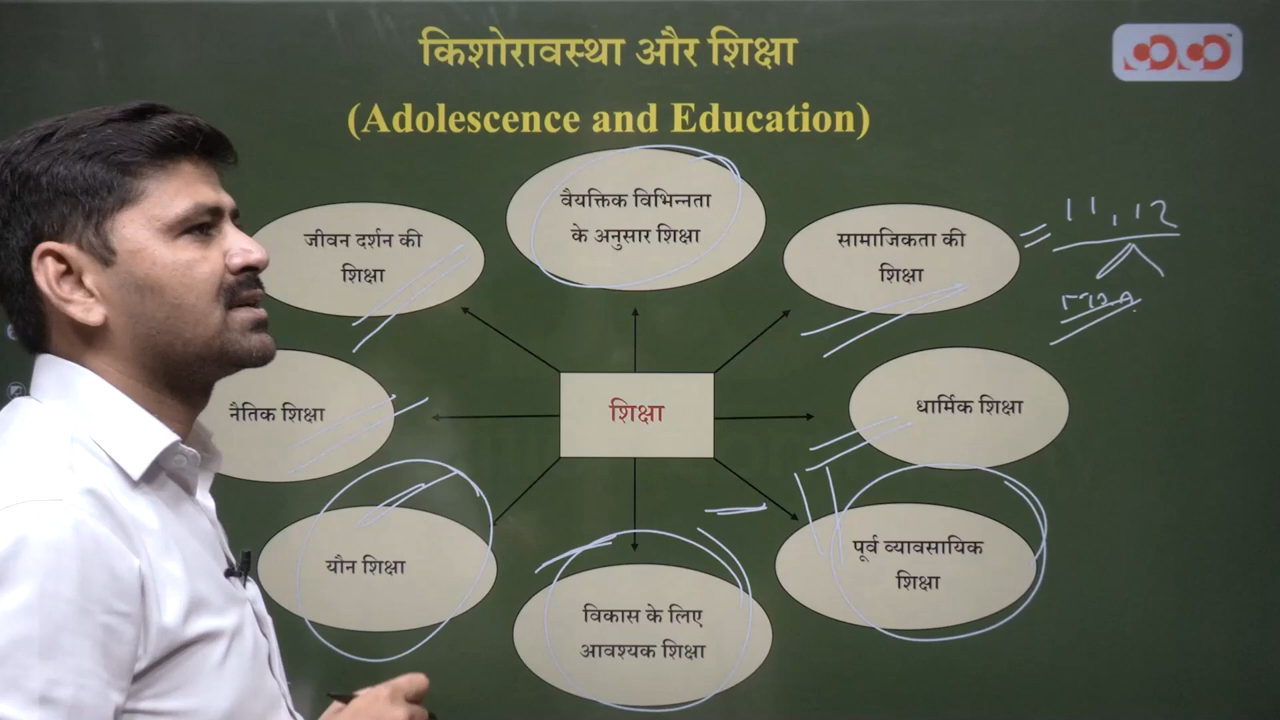 किशोरावस्था और शिक्षा
(Adolescence and Education)
वैयक्तिक विभिन्नता
के अनुसार शिक्षा
जीवन दर्शन की
शिक्षा
सामाजिकता की
शिक्षा
11, 12
नैतिक शिक्षा
शिक्षा
धार्मिक शिक्षा
यौन शिक्षा
विकास के लिए
आवश्यक शिक्षा
पूर्व व्यावसायिक
शिक्षा